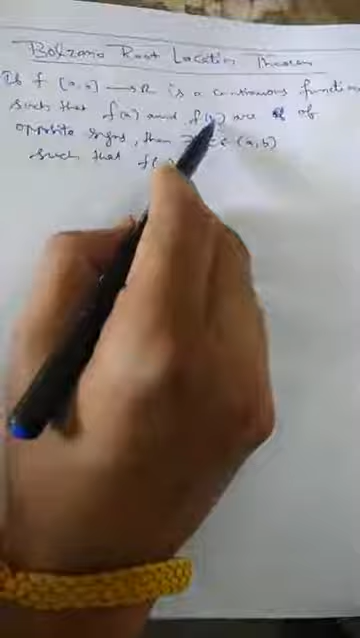 Bolzano Root Location Theorem
If f [a,b] → R is a continuous function
such that f(a) and f(b) are of
opposite signs, then ∃ c ∈ (a,b)
such that f(